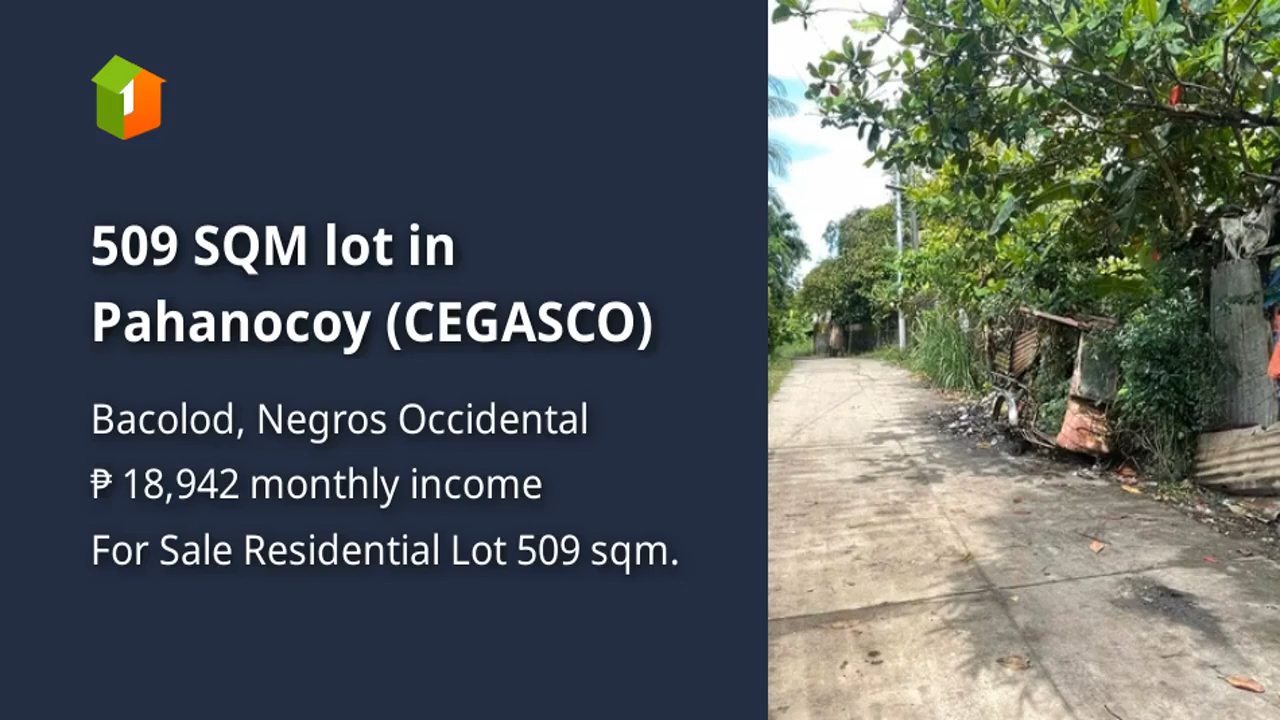 509 SQM lot in
Pahanocoy (CEGASCO)
Bacolod, Negros Occidental
₱ 18,942 monthly income
For Sale Residential Lot 509 sqm.